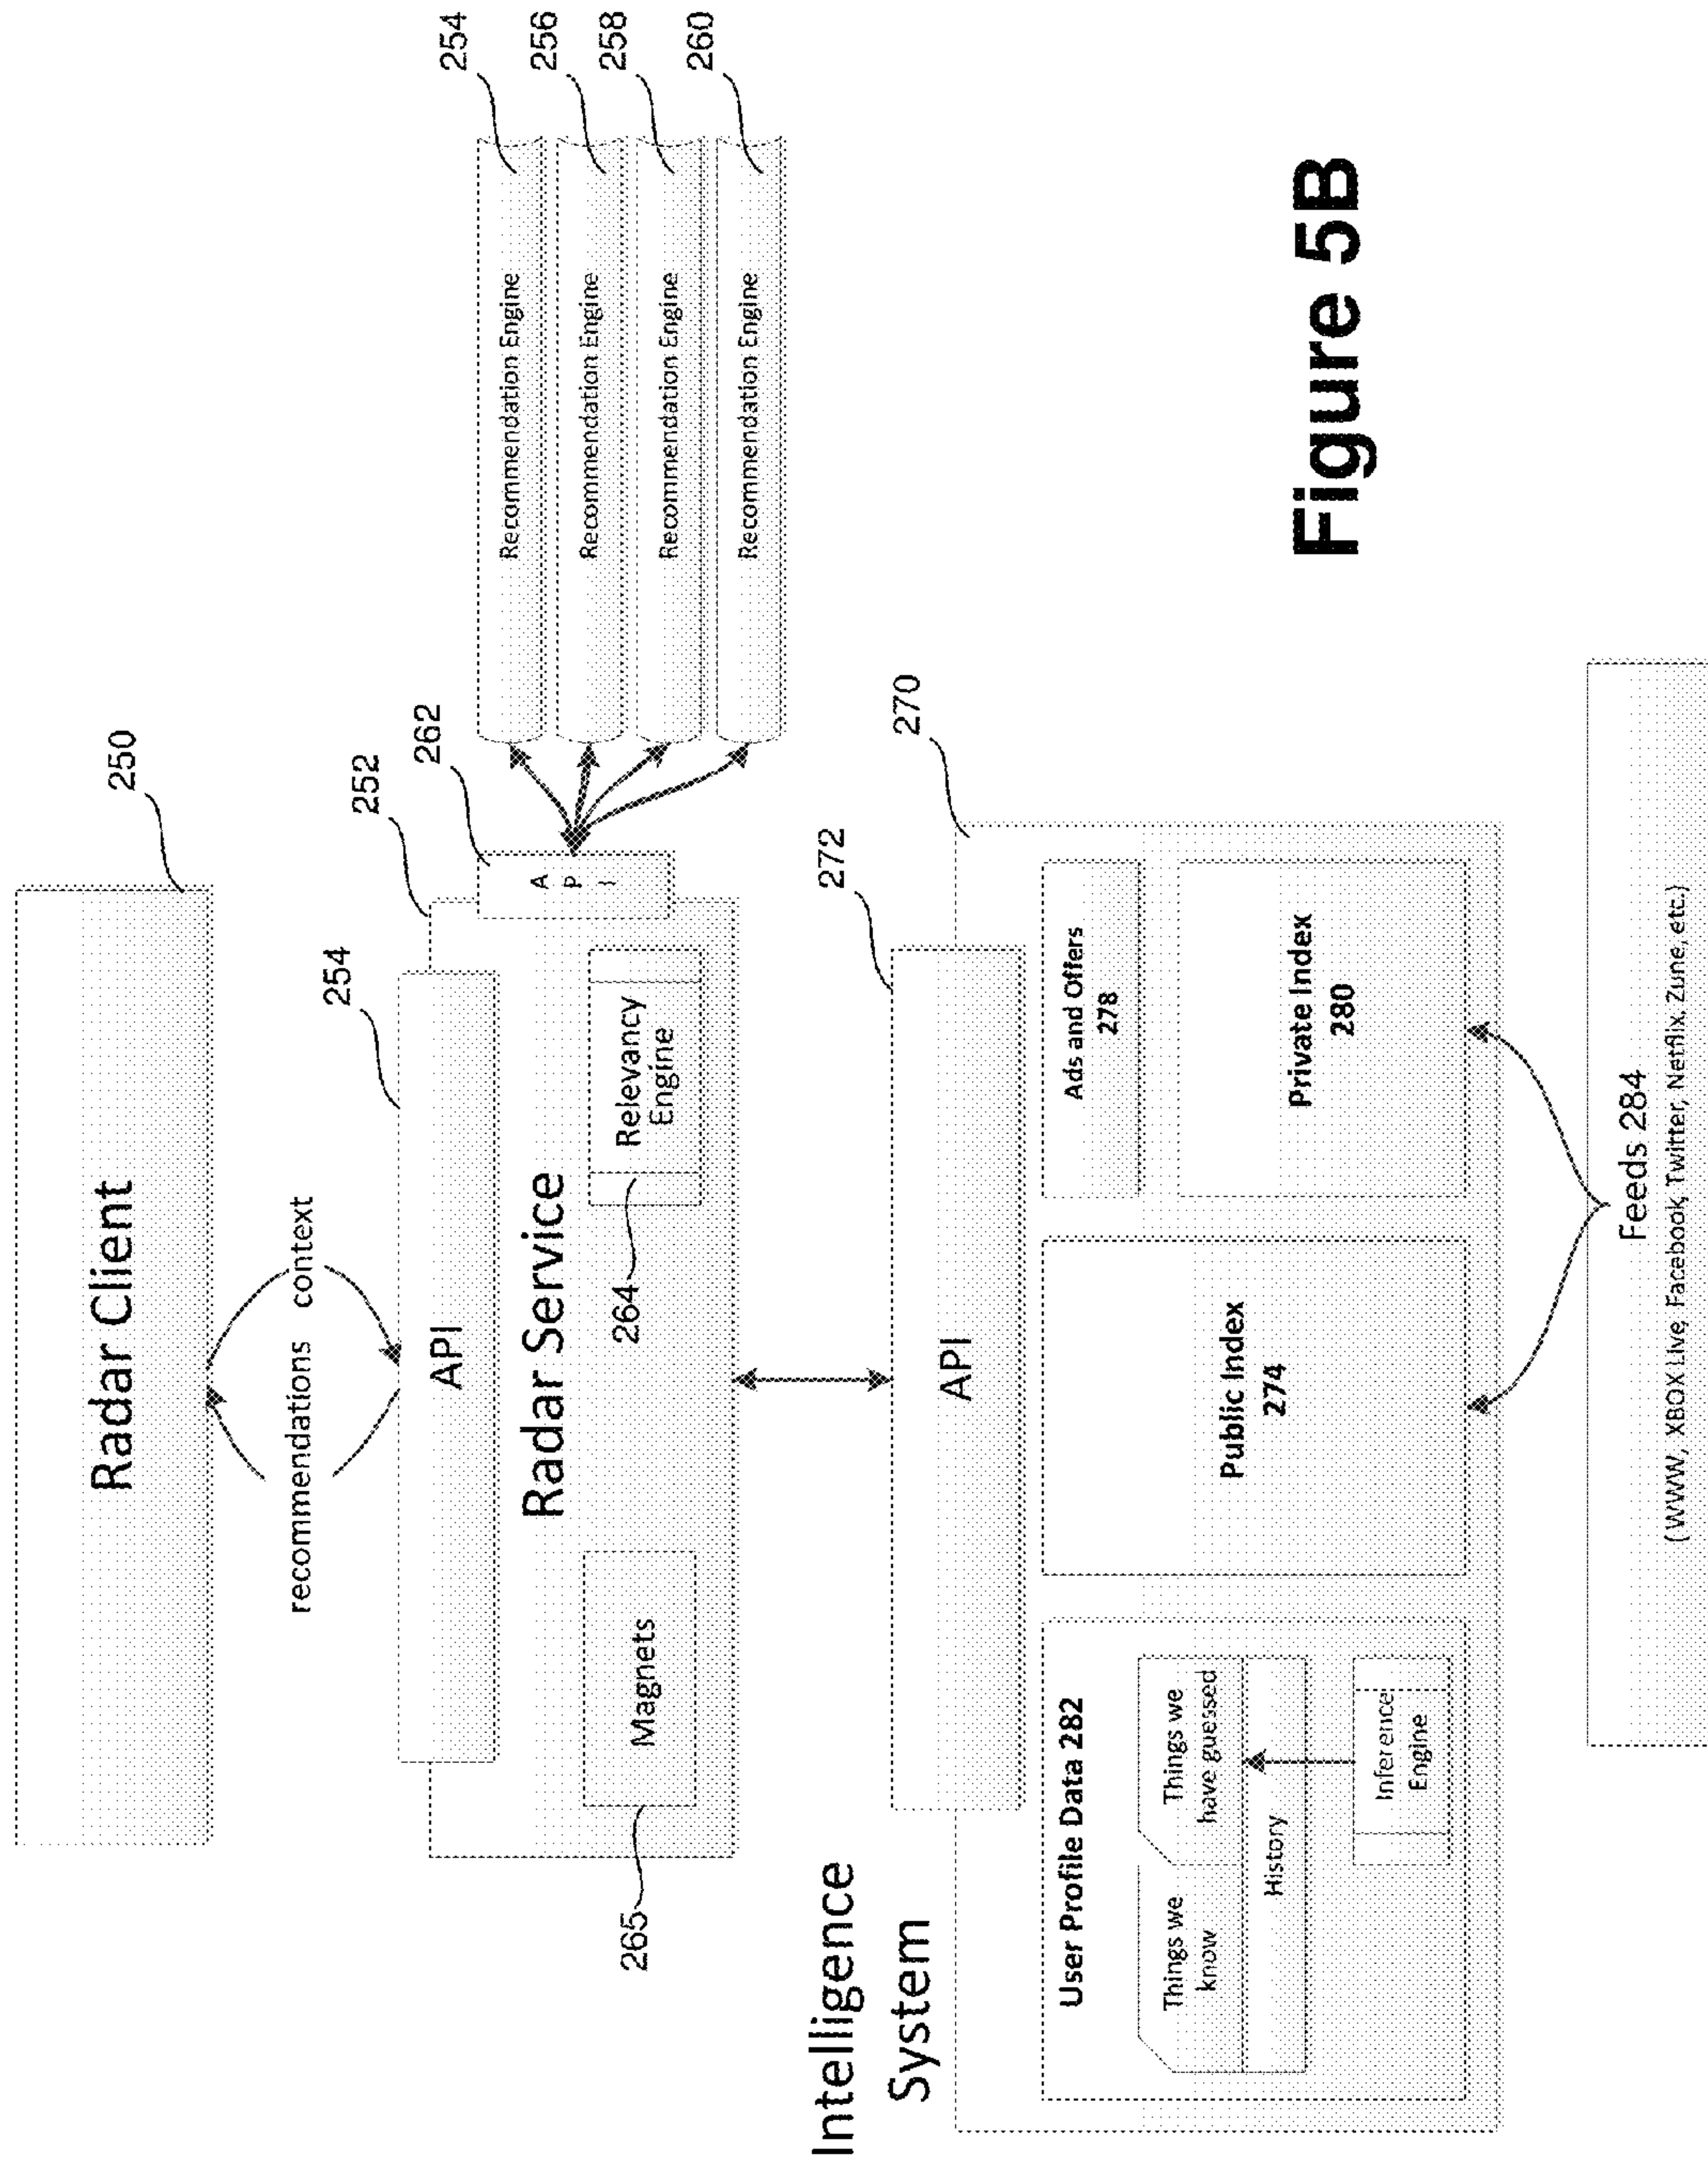 Radar Client
250
recommendations context
254
252
262
API
A
P
I
Radar Service
Magnets
265
264
Relevancy
Engine
254
Recommendation Engine
256
Recommendation Engine
258
Recommendation Engine
260
Recommendation Engine
Intelligence
System
272
270
API
User Profile Data 282
Things we
know
Things we
have guessed
History
Inference
Engine
Public Index
274
Ads and Offers
278
Private Index
280
Feeds 284
(WWW, XBOX Live, Facebook, Twitter, Netflix, Zune, etc.)
Figure 5B